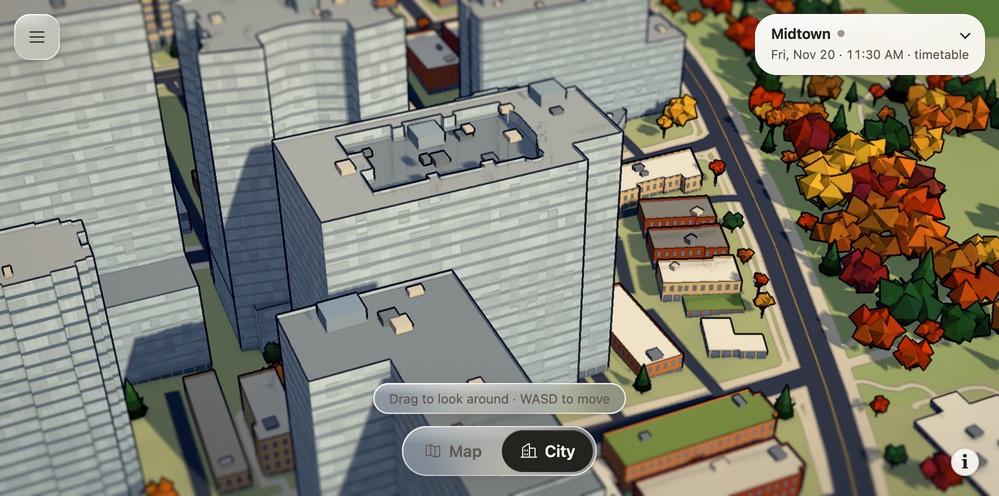 Midtown
Fri, Nov 20 · 11:30 AM · timetable
Drag to look around · WASD to move
Map
City
i